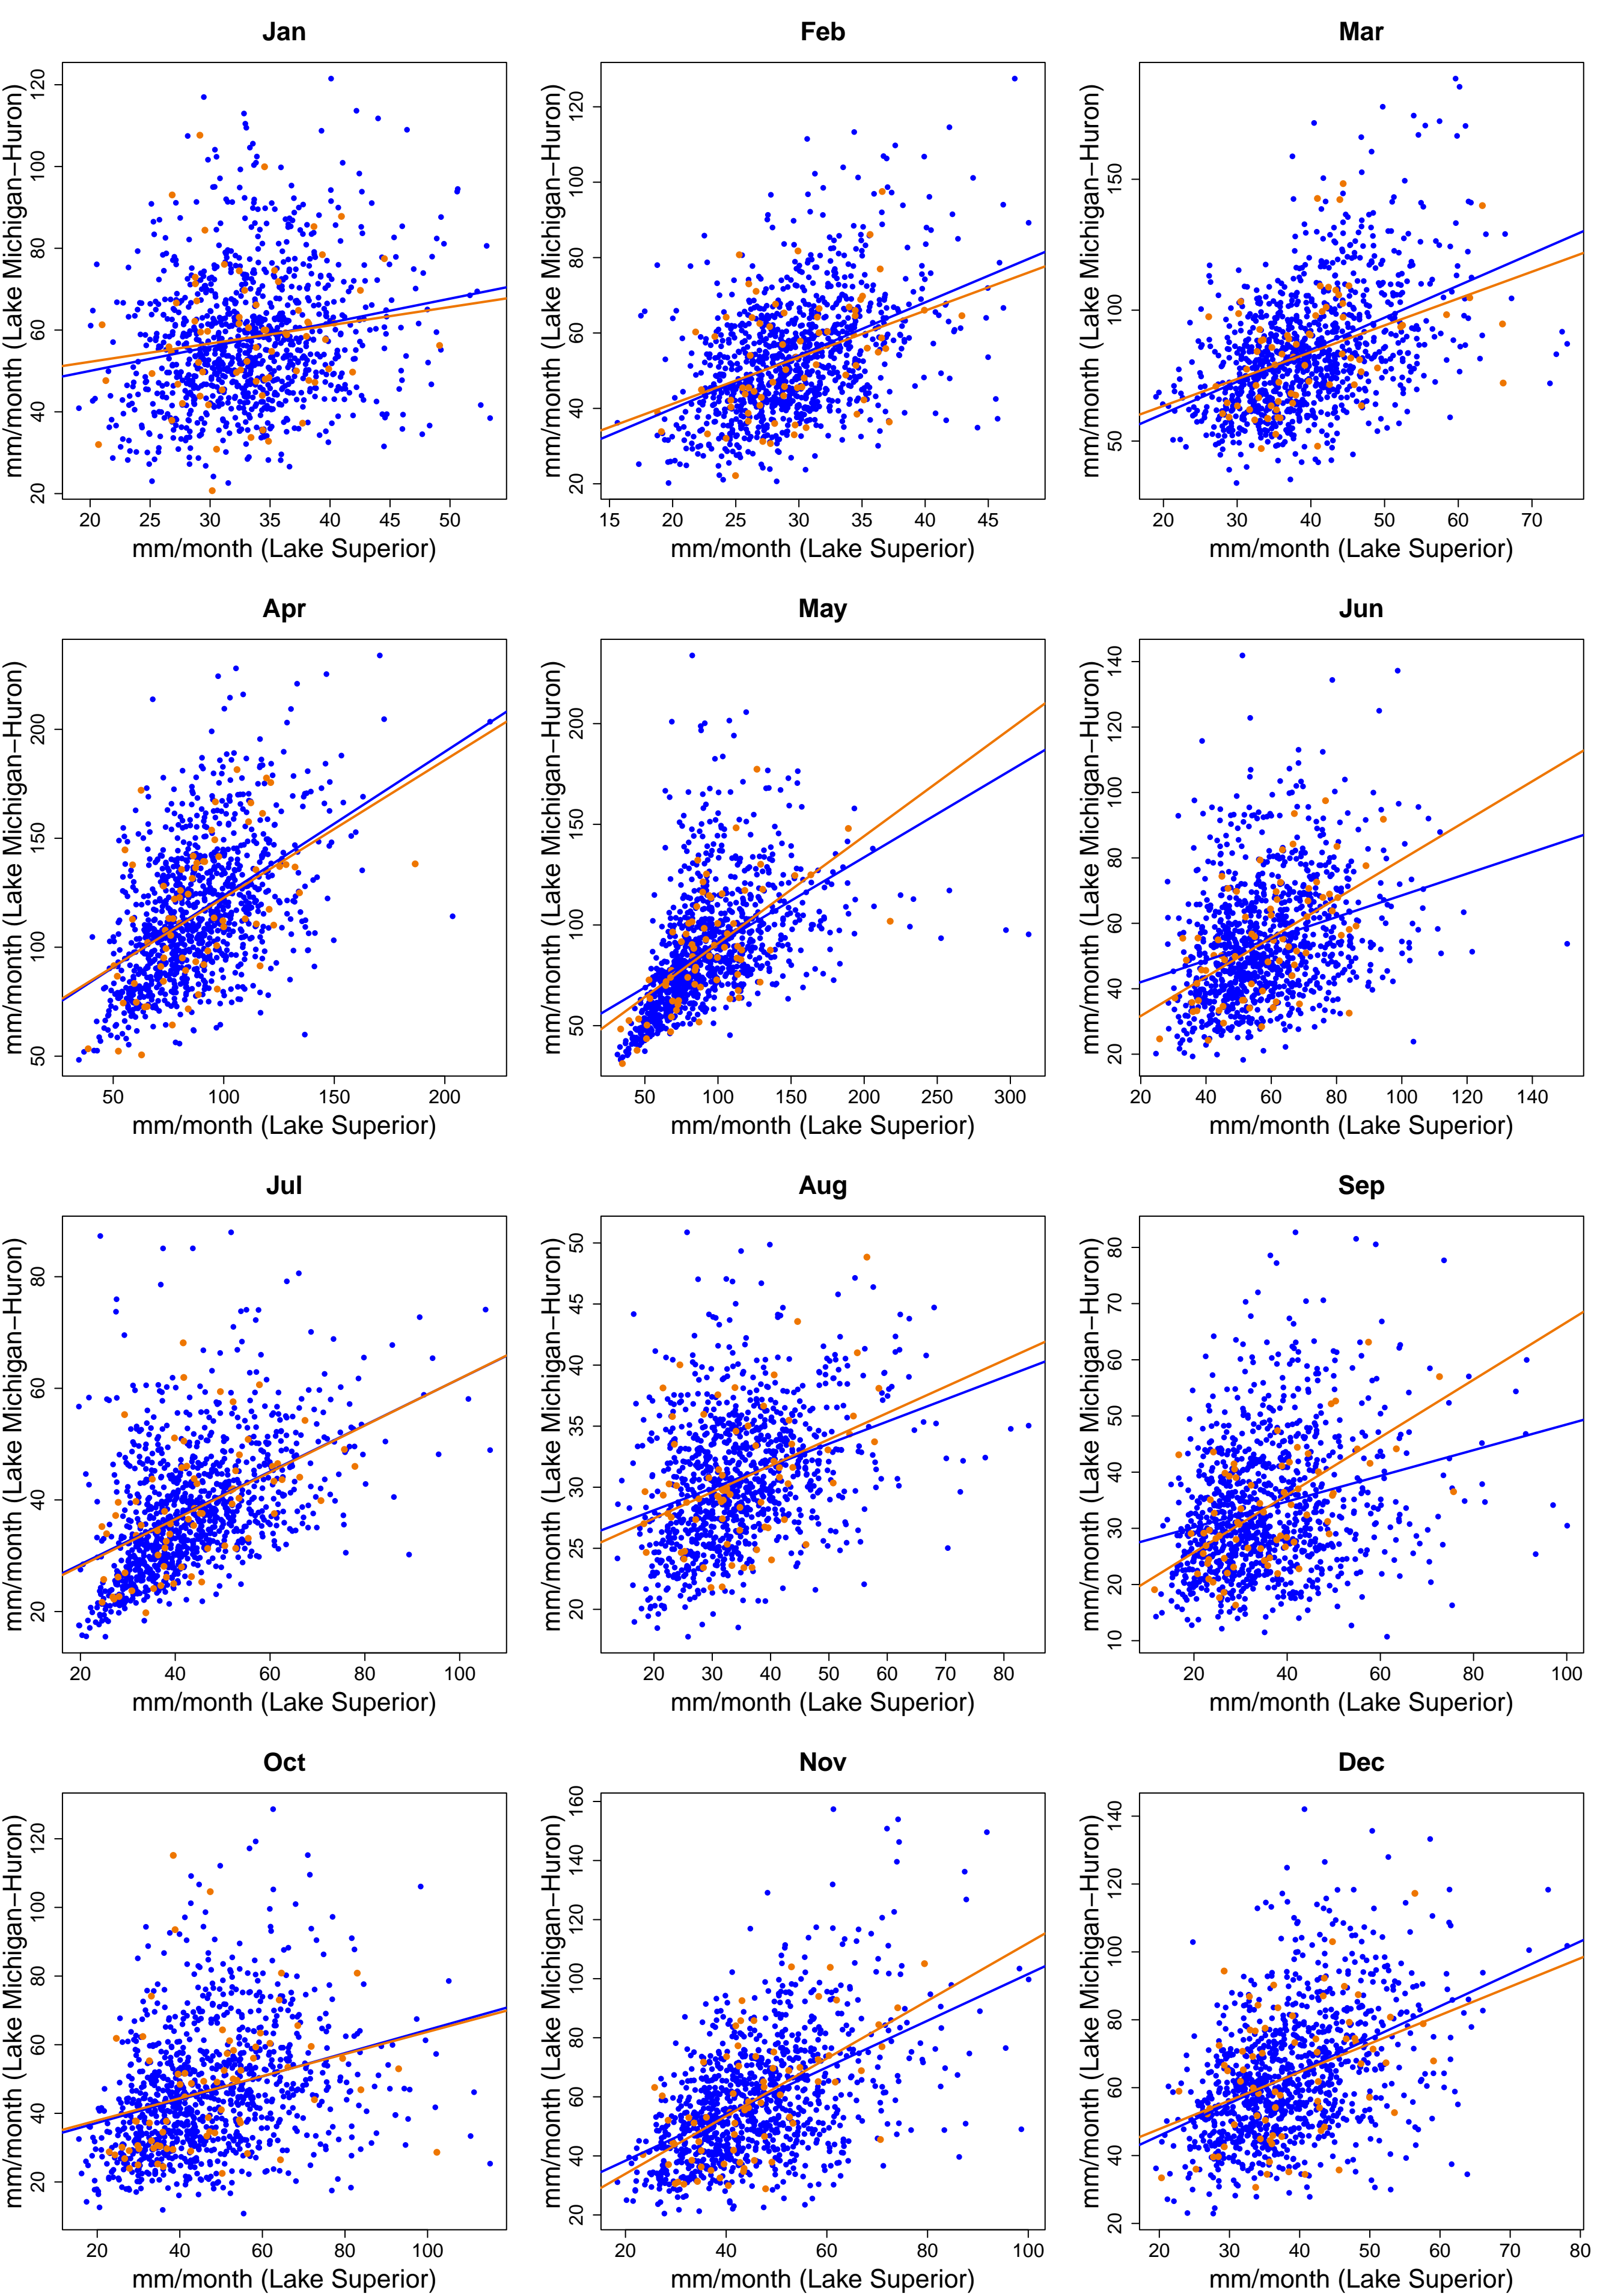 Jan
Feb
Mar
mm/month (Lake Michigan−Huron)
20 40 60 80 100 120
20 25 30 35 40 45 50
mm/month (Lake Superior)
mm/month (Lake Michigan−Huron)
20 40 60 80 100 120
15 20 25 30 35 40 45
mm/month (Lake Superior)
mm/month (Lake Michigan−Huron)
50 100 150
20 30 40 50 60 70
mm/month (Lake Superior)
Apr
May
Jun
mm/month (Lake Michigan−Huron)
50 100 150 200
50 100 150 200
mm/month (Lake Superior)
mm/month (Lake Michigan−Huron)
50 100 150 200
50 100 150 200 250 300
mm/month (Lake Superior)
mm/month (Lake Michigan−Huron)
20 40 60 80 100 120 140
20 40 60 80 100 120 140
mm/month (Lake Superior)
Jul
Aug
Sep
mm/month (Lake Michigan−Huron)
20 40 60 80
20 40 60 80 100
mm/month (Lake Superior)
mm/month (Lake Michigan−Huron)
20 25 30 35 40 45 50
20 30 40 50 60 70 80
mm/month (Lake Superior)
mm/month (Lake Michigan−Huron)
10 20 30 40 50 60 70 80
20 40 60 80 100
mm/month (Lake Superior)
Oct
Nov
Dec
mm/month (Lake Michigan−Huron)
20 40 60 80 100 120
20 40 60 80 100
mm/month (Lake Superior)
mm/month (Lake Michigan−Huron)
20 40 60 80 100 120 140 160
20 40 60 80 100
mm/month (Lake Superior)
mm/month (Lake Michigan−Huron)
20 40 60 80 100 120 140
20 30 40 50 60 70 80
mm/month (Lake Superior)